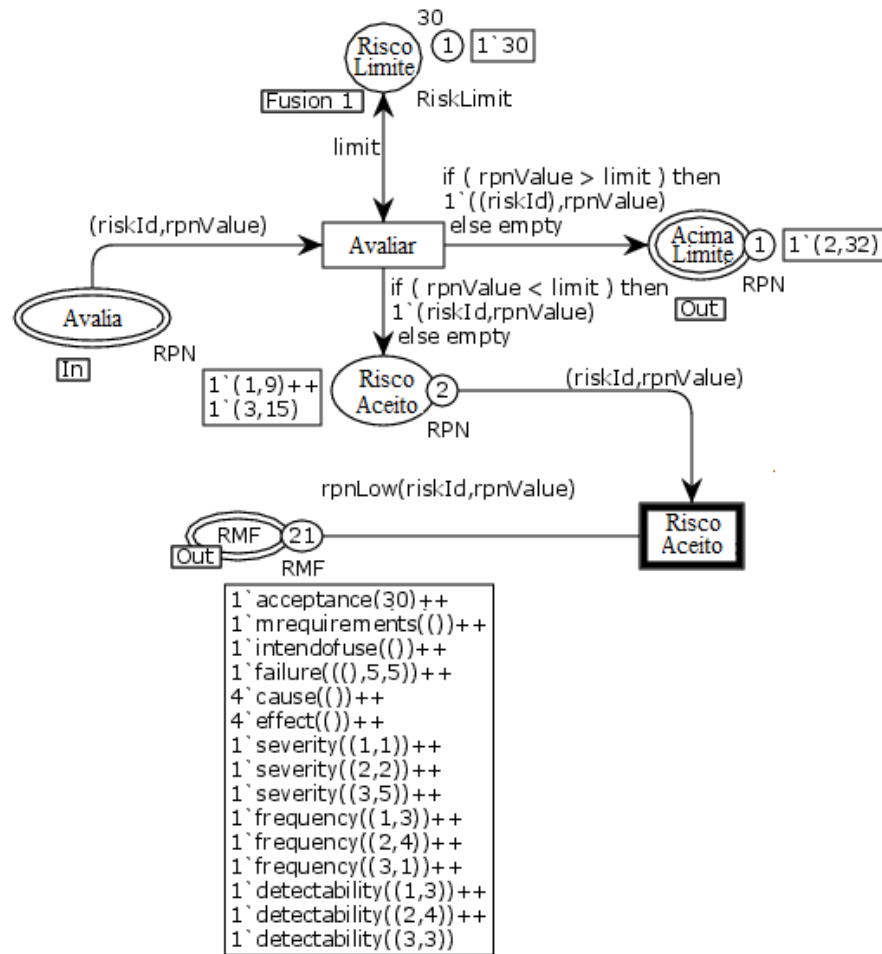 30
Risco
Limite
1
1`30
Fusion 1
RiskLimit
limit
if ( rpnValue > limit ) then
1`((riskId),rpnValue)
else empty
(riskId,rpnValue)
Avaliar
Acima
Limite
1
1`(2,32)
RPN
Out
if ( rpnValue < limit ) then
1`(riskId,rpnValue)
else empty
Avalia
RPN
In
1`(1,9)++
1`(3,15)
Risco
Aceito
2
RPN
(riskId,rpnValue)
rpnLow(riskId,rpnValue)
Risco
Aceito
RMF
21
Out
RMF
1`acceptance(30)++
1`mrequirements(())++
1`intendofuse(())++
1`failure(((),5,5))++
4`cause(())++
4`effect(())++
1`severity((1,1))++
1`severity((2,2))++
1`severity((3,5))++
1`frequency((1,3))++
1`frequency((2,4))++
1`frequency((3,1))++
1`detectability((1,3))++
1`detectability((2,4))++
1`detectability((3,3))